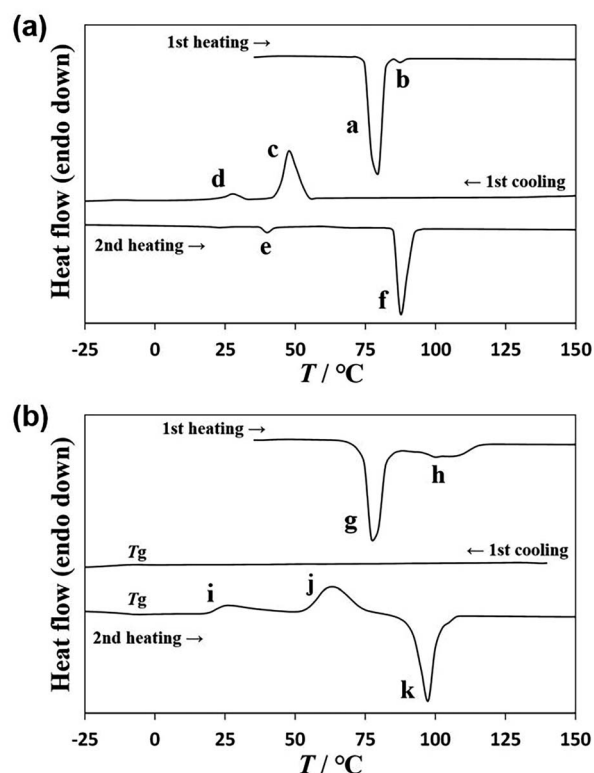 (a)
1st heating →
b
a
c
d
← 1st cooling
2nd heating →
e
f
Heat flow (endo down)
-25 0 25 50 75 100 125 150
T / °C
(b)
1st heating →
h
g
Tg
← 1st cooling
i
j
Tg
2nd heating →
k
Heat flow (endo down)
-25 0 25 50 75 100 125 150
T / °C